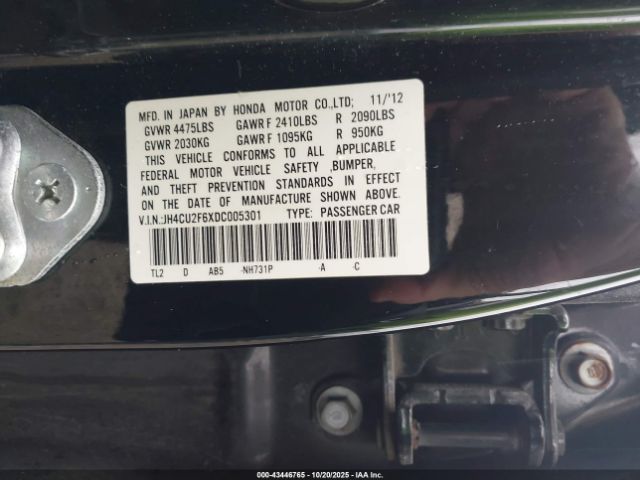 MFD. IN JAPAN BY HONDA MOTOR CO.,LTD; 11/'12
GVWR 4475LBS GAWR F 2410LBS R 2090LBS
GVWR 2030KG GAWR F 1095KG R 950KG
THIS VEHICLE CONFORMS TO ALL APPLICABLE
FEDERAL MOTOR VEHICLE SAFETY ,BUMPER,
AND THEFT PREVENTION STANDARDS IN EFFECT
ON THE DATE OF MANUFACTURE SHOWN ABOVE.
V.I.N.:JH4CU2F6XDC005301 TYPE: PASSENGER CAR
TL2 D AB5 -NH731P -A -C
000-43446765 - 10/20/2025 - IAA Inc.